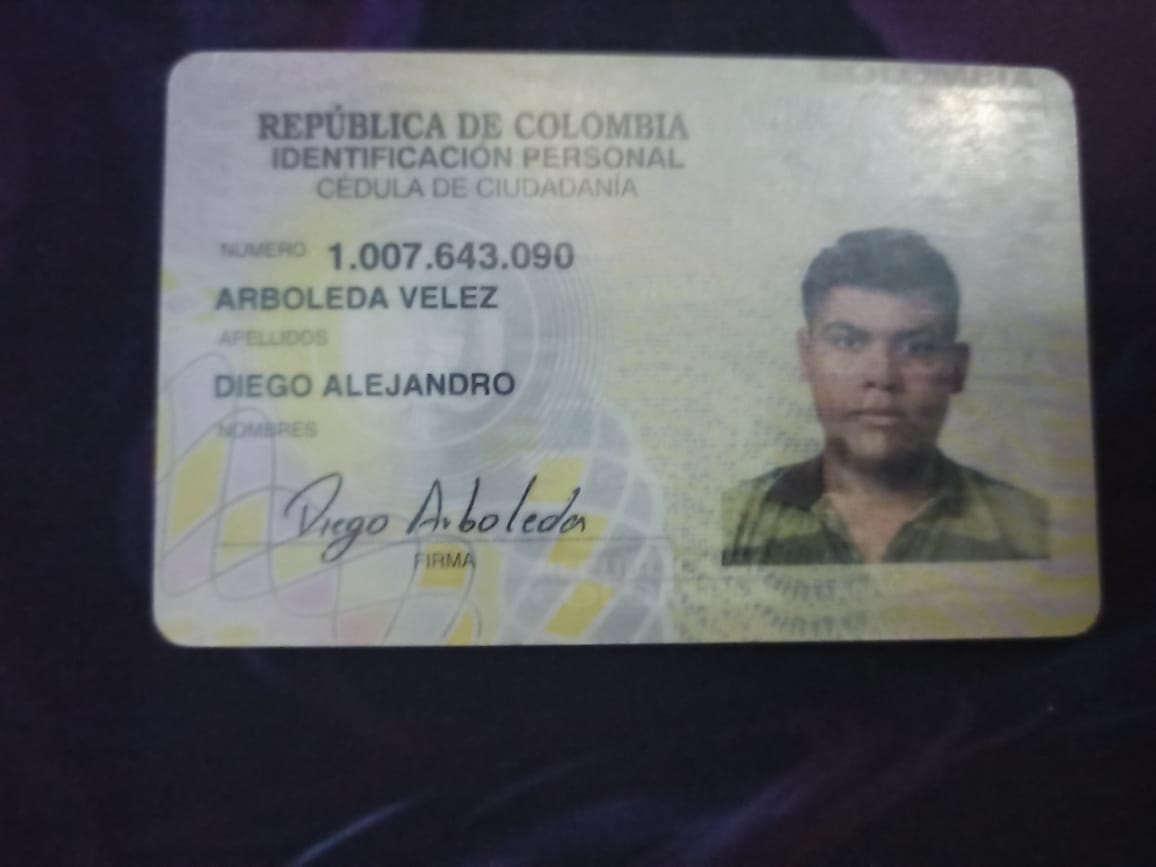 COLOMBIA
REPÚBLICA DE COLOMBIA
IDENTIFICACIÓN PERSONAL
CÉDULA DE CIUDADANÍA
NUMERO 1.007.643.090
ARBOLEDA VELEZ
APELLIDOS
DIEGO ALEJANDRO
NOMBRES
Diego Arboleda
FIRMA